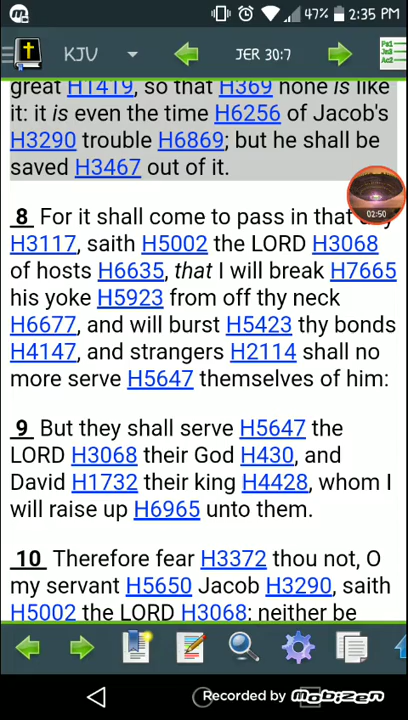 47% 2:35 PM
KJV JER 30:7
Ps1
Jn3
Ac2
great H1419, so that H369 none is like
it: it is even the time H6256 of Jacob's
H3290 trouble H6869; but he shall be
saved H3467 out of it.
02:50
8 For it shall come to pass in that day
H3117, saith H5002 the LORD H3068
of hosts H6635, that I will break H7665
his yoke H5923 from off thy neck
H6677, and will burst H5423 thy bonds
H4147, and strangers H2114 shall no
more serve H5647 themselves of him:
9 But they shall serve H5647 the
LORD H3068 their God H430, and
David H1732 their king H4428, whom I
will raise up H6965 unto them.
10 Therefore fear H3372 thou not, O
my servant H5650 Jacob H3290, saith
H5002 the LORD H3068; neither be
Recorded by mobizen